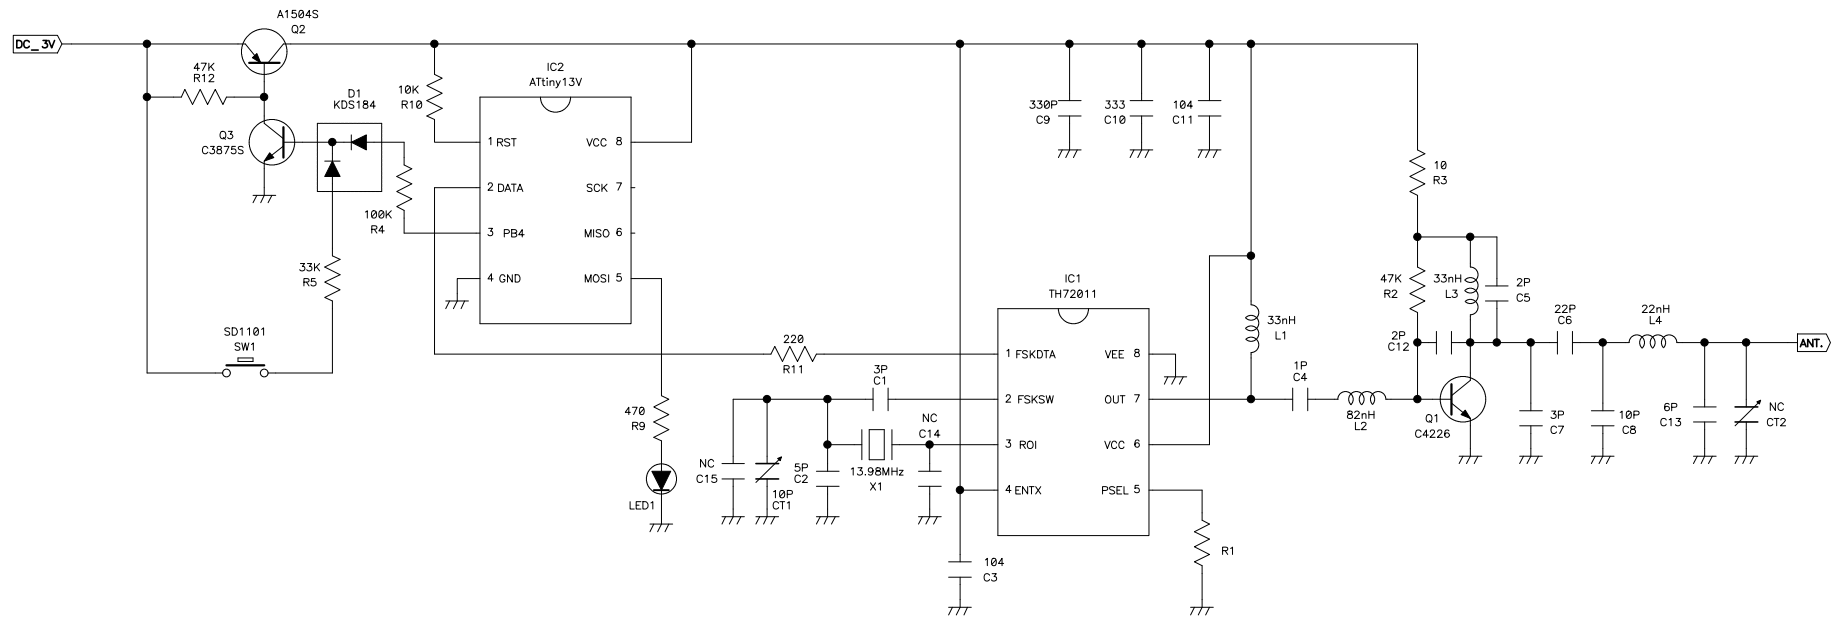 A1504S
Q2
DC_3V
47K
R12
D1
KDS184
Q3
C3875S
10K
R10
IC2
ATtiny13V
1 RST
VCC 8
2 DATA
SCK 7
3 PB4
MISO 6
4 GND
MOSI 5
100K
R4
33K
R5
SD1101
SW1
330P
C9
333
C10
104
C11
10
R3
IC1
TH72011
1 FSKDTA
VEE 8
2 FSKSW
OUT 7
3 ROI
VCC 6
4 ENTX
PSEL 5
33nH
L1
47K
R2
33nH
L3
2P
C5
2P
C12
22P
C6
22nH
L4
ANT.
220
R11
3P
C1
1P
C4
82nH
L2
Q1
C4226
3P
C7
10P
C8
6P
C13
NC
CT2
470
R9
LED1
NC
C15
10P
CT1
5P
C2
13.98MHz
X1
NC
C14
104
C3
R1